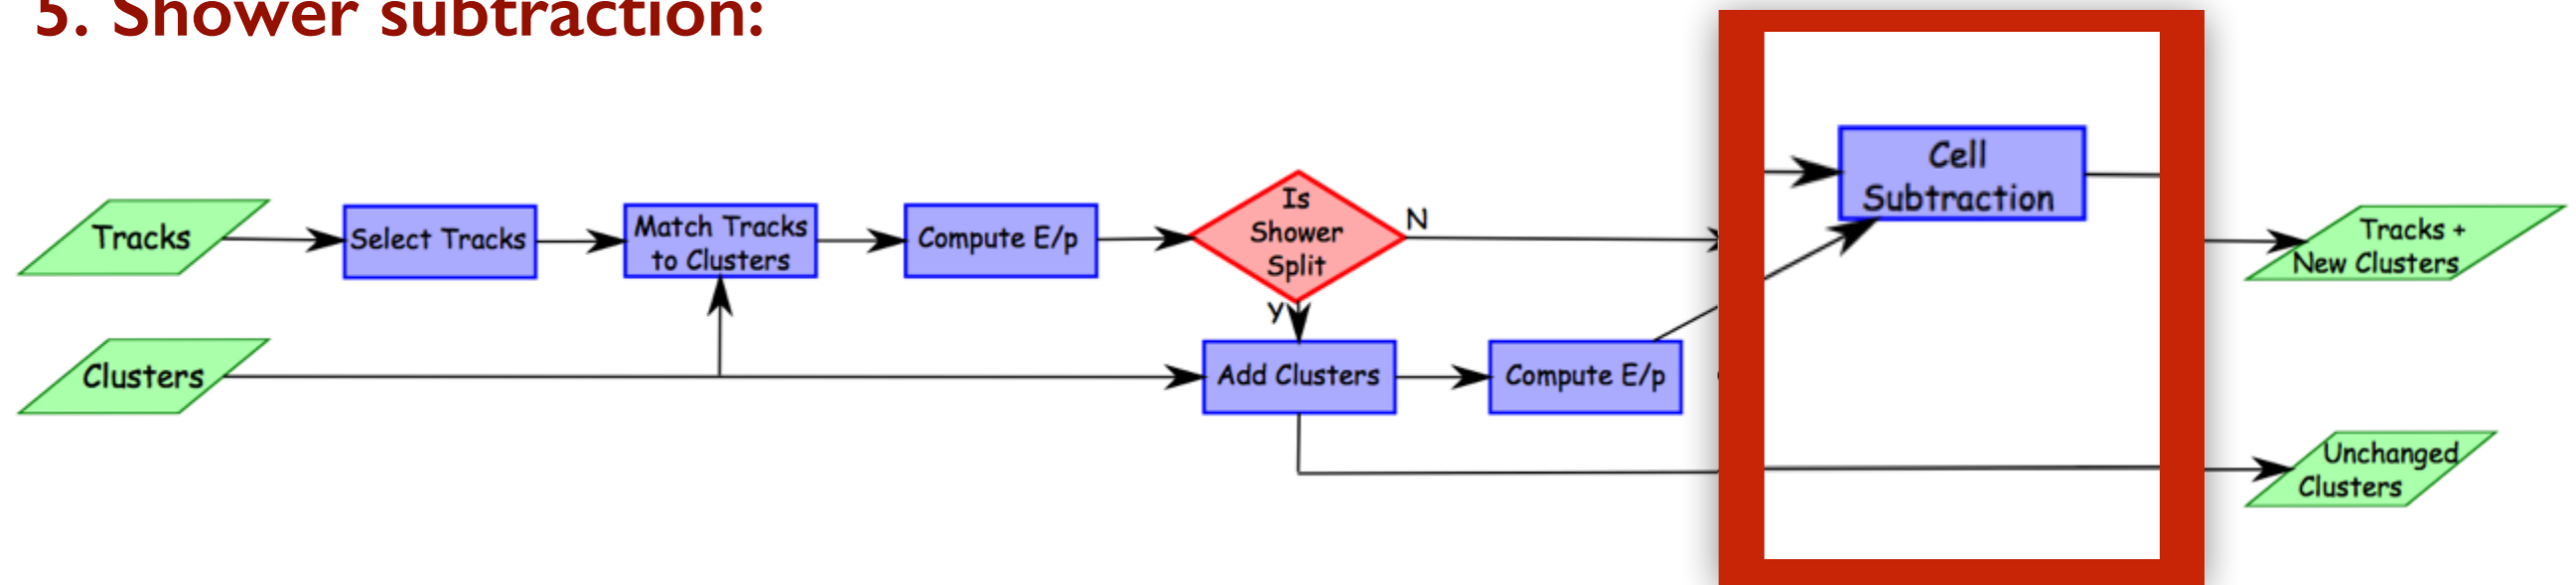 5. Shower subtraction:
Tracks
Select Tracks
Match Tracks
to Clusters
Compute E/p
Is
Shower
Split
N
Y
Cell
Subtraction
Tracks +
New Clusters
Clusters
Add Clusters
Compute E/p
Unchanged
Clusters